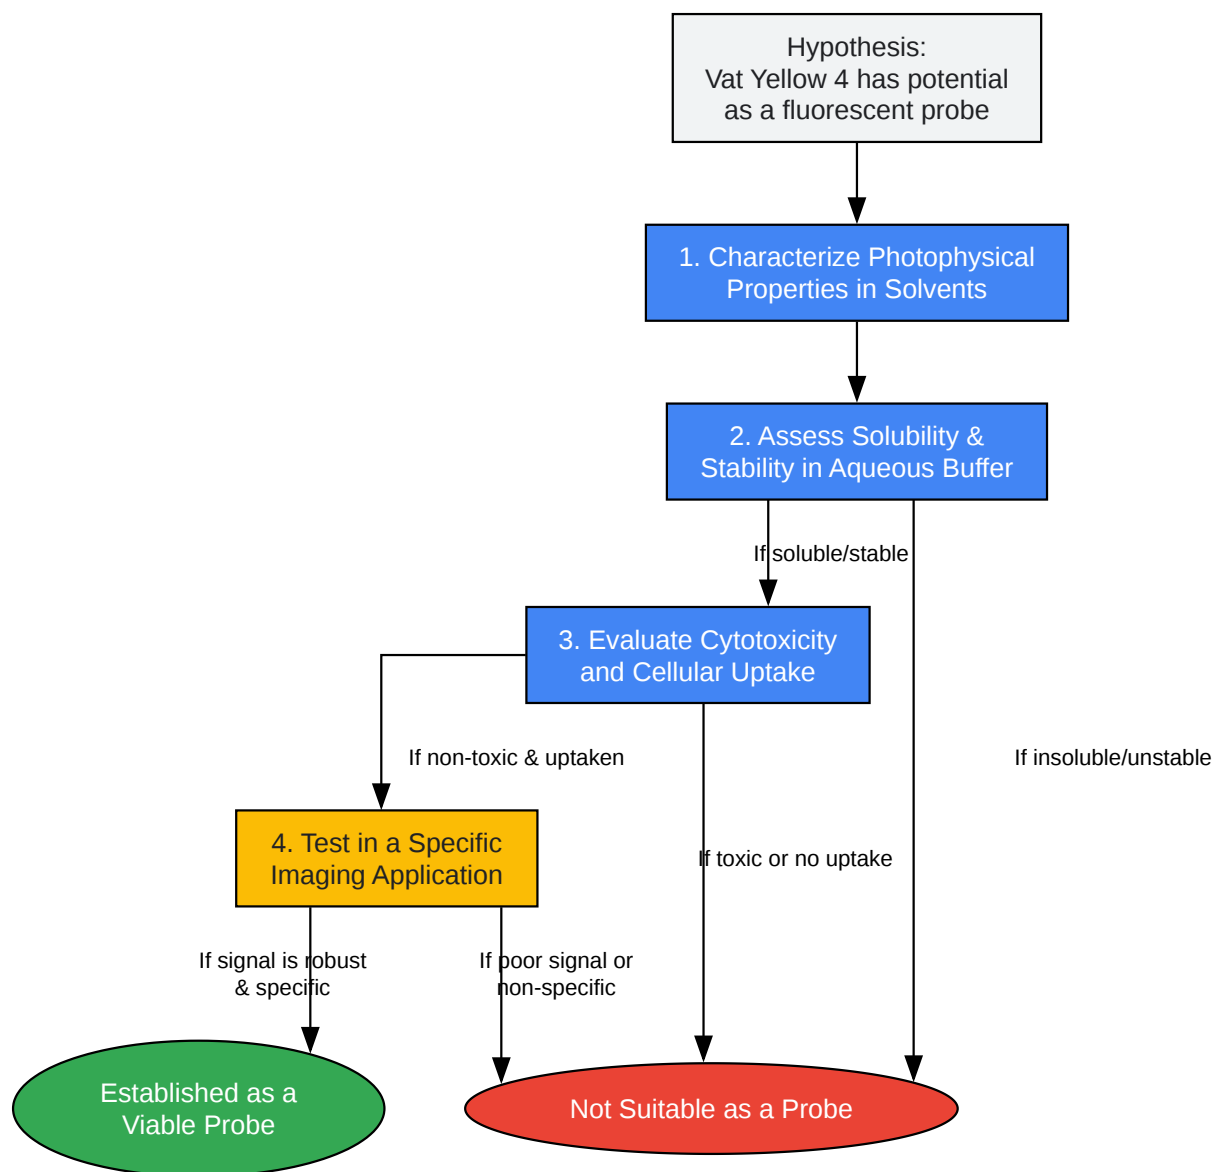 Hypothesis:
Vat Yellow 4 has potential
as a fluorescent probe
1. Characterize Photophysical
Properties in Solvents
2. Assess Solubility &
Stability in Aqueous Buffer
If soluble/stable
3. Evaluate Cytotoxicity
and Cellular Uptake
If non-toxic & uptaken
If insoluble/unstable
4. Test in a Specific
Imaging Application
If toxic or no uptake
If signal is robust
& specific
If poor signal or
non-specific
Established as a
Viable Probe
Not Suitable as a Probe